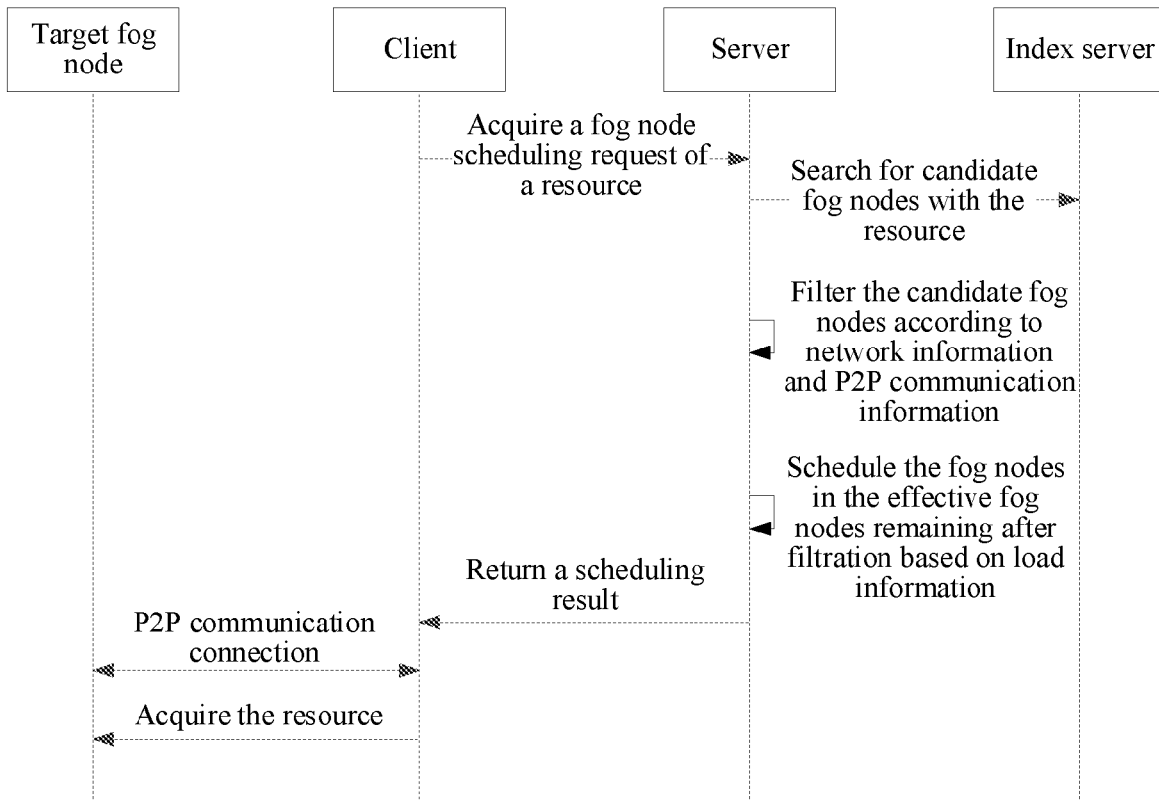 Target fog
node
Client
Server
Index server
Acquire a fog node
scheduling request of
a resource
Search for candidate
fog nodes with the
resource
Filter the candidate fog
nodes according to
network information
and P2P communication
information
Schedule the fog nodes
in the effective fog
nodes remaining after
filtration based on load
information
Return a scheduling
result
P2P communication
connection
Acquire the resource